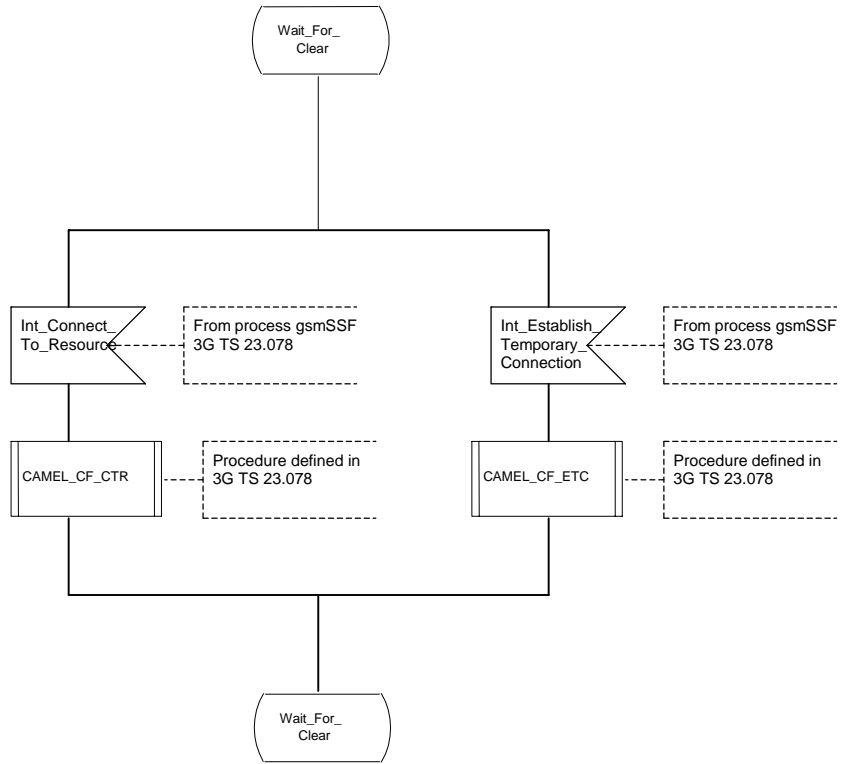 Wait_For_
Clear
Int_Connect_
To_Resource
From process gsmSSF
3G TS 23.078
Int_Establish_
Temporary_
Connection
From process gsmSSF
3G TS 23.078
CAMEL_CF_CTR
Procedure defined in
3G TS 23.078
CAMEL_CF_ETC
Procedure defined in
3G TS 23.078
Wait_For_
Clear